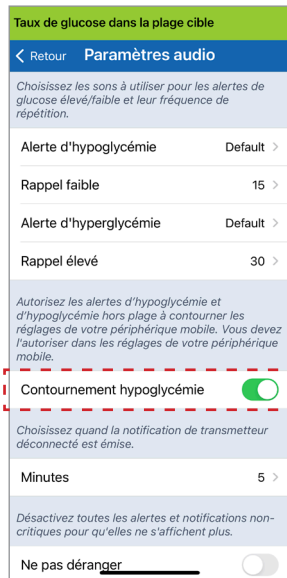 Taux de glucose dans la plage cible
Retour Paramètres audio
Choisissez les sons à utiliser pour les alertes de
glucose élevé/faible et leur fréquence de
répétition.
Alerte d'hypoglycémie Default
Rappel faible 15
Alerte d'hyperglycémie Default
Rappel élevé 30
Autorisez les alertes d'hypoglycémie et
d'hypoglycémie hors plage à contourner les
réglages de votre périphérique mobile. Vous devez
l'autoriser dans les réglages de votre périphérique
mobile.
Contournement hypoglycémie
Choisissez quand la notification de transmetteur
déconnecté est émise.
Minutes 5
Désactivez toutes les alertes et notifications non-
critiques pour qu'elles ne s'affichent plus.
Ne pas déranger